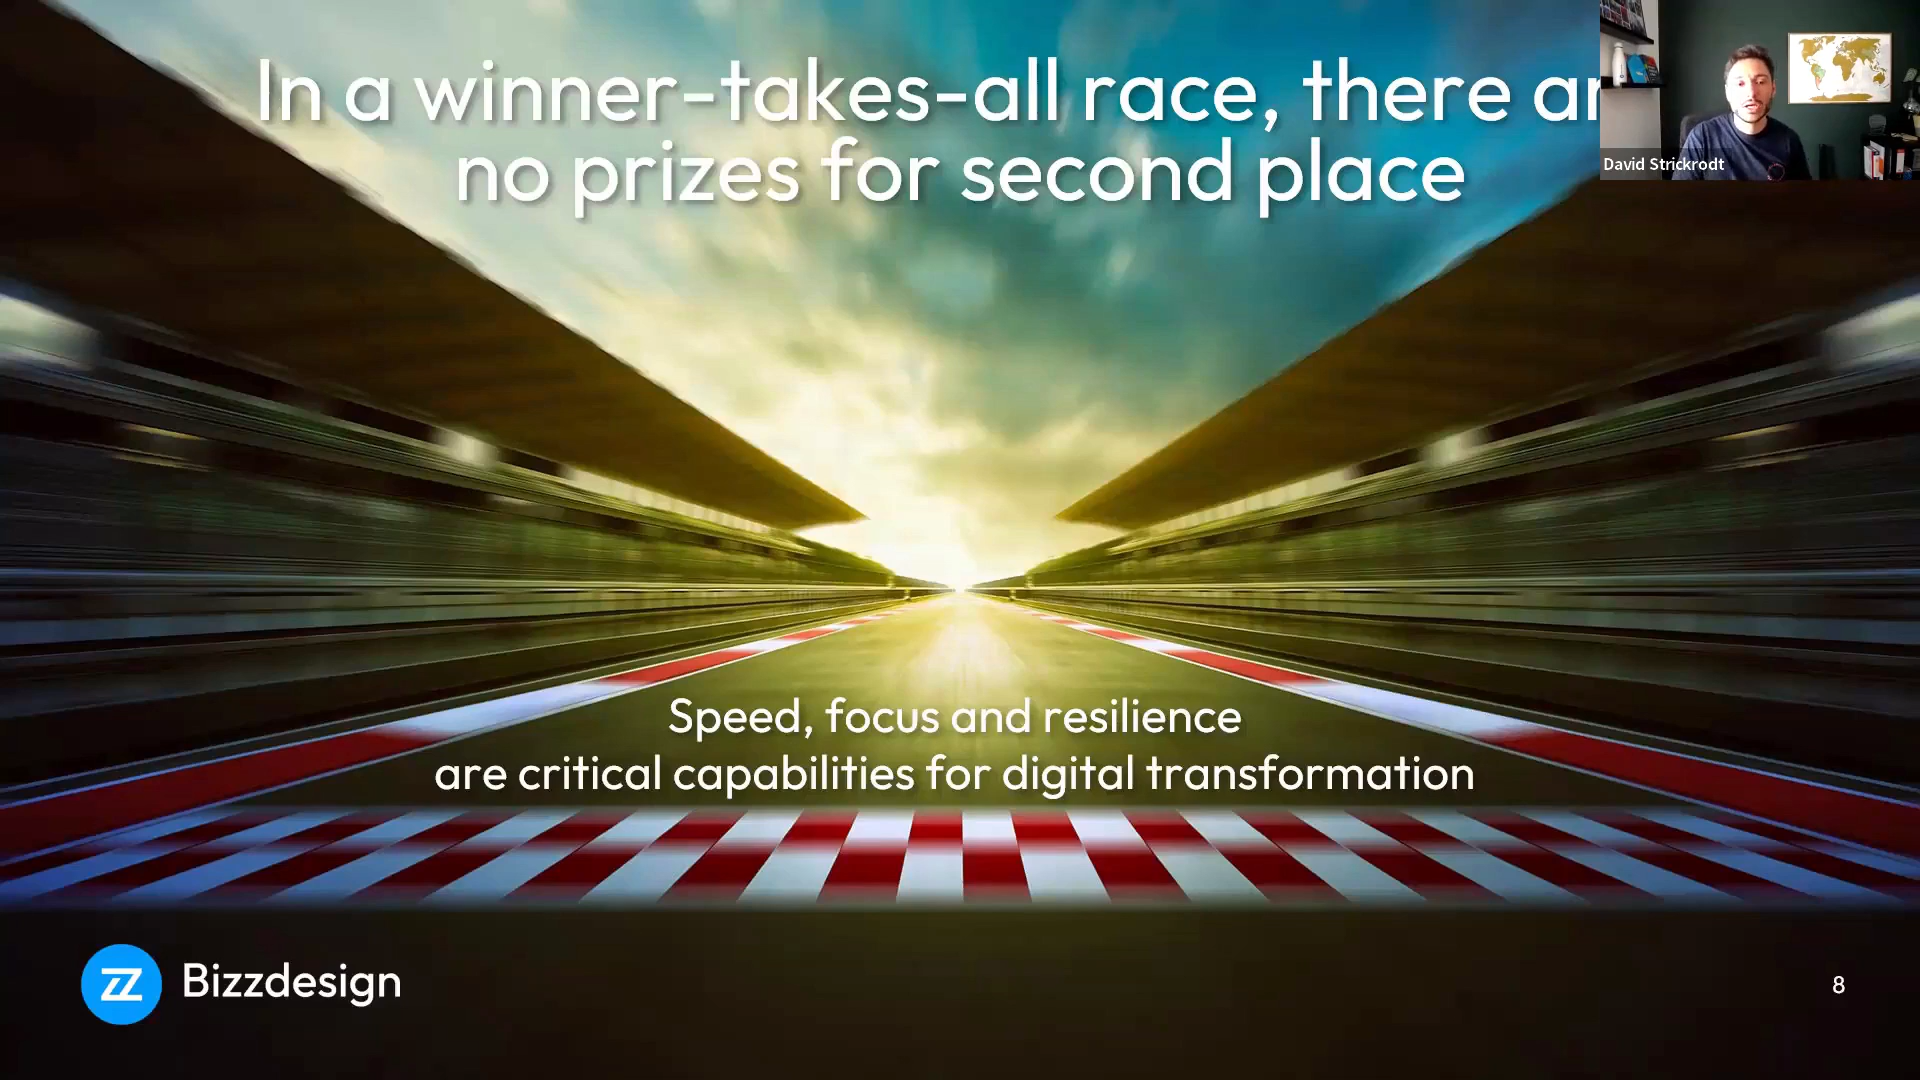 In a winner-takes-all race, there ar
no prizes for second place
David Strickrodt
Speed, focus and resilience
are critical capabilities for digital transformation
zz Bizzdesign
8